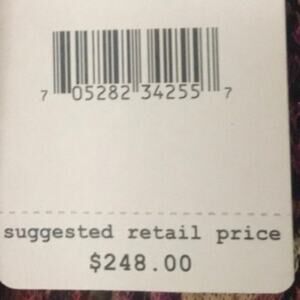 7 05282 34255 7
suggested retail price
$248.00